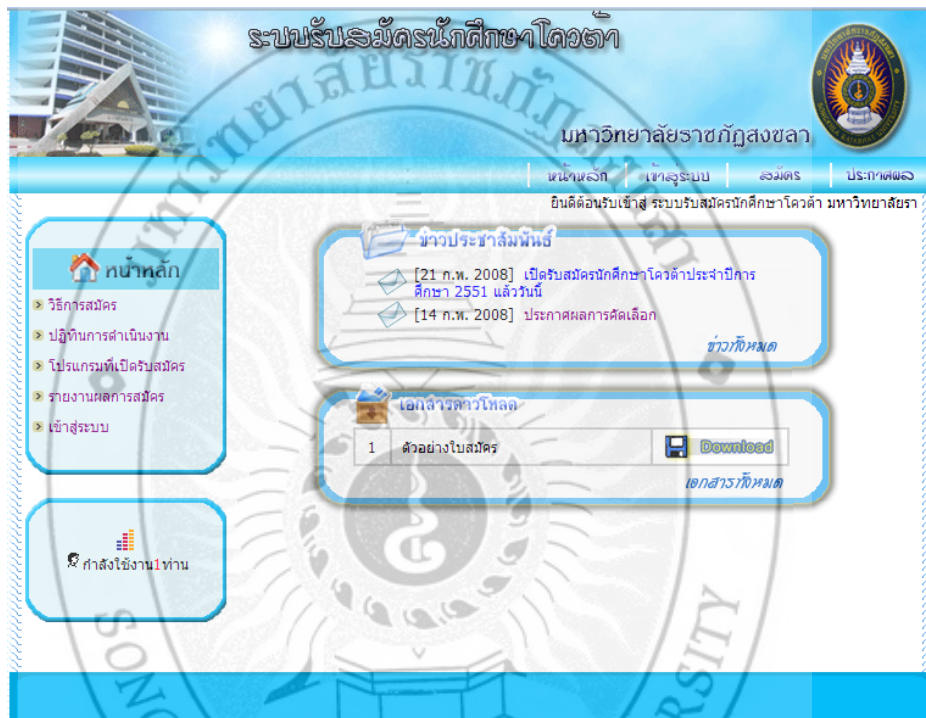 ระบบรับสมัครนักศึกษาโควต้า
มหาวิทยาลัยราชภัฏสงขลา
หน้าหลัก เข้าสู่ระบบ สมัคร ประกาศผล
ยินดีต้อนรับเข้าสู่ ระบบรับสมัครนักศึกษาโควต้า มหาวิทยาลัยรา
หน้าหลัก
วิธีการสมัคร
ปฏิทินการดำเนินงาน
โปรแกรมที่เปิดรับสมัคร
รายงานผลการสมัคร
เข้าสู่ระบบ
กำลังใช้งาน1ท่าน
ข่าวประชาสัมพันธ์
[21 ก.พ. 2008] เปิดรับสมัครนักศึกษาโควต้าประจำปีการ
ศึกษา 2551 แล้ววันนี้
[14 ก.พ. 2008] ประกาศผลการคัดเลือก
ข่าวทั้งหมด
เอกสารดาวโหลด
1 ตัวอย่างใบสมัคร Download
เอกสารทั้งหมด